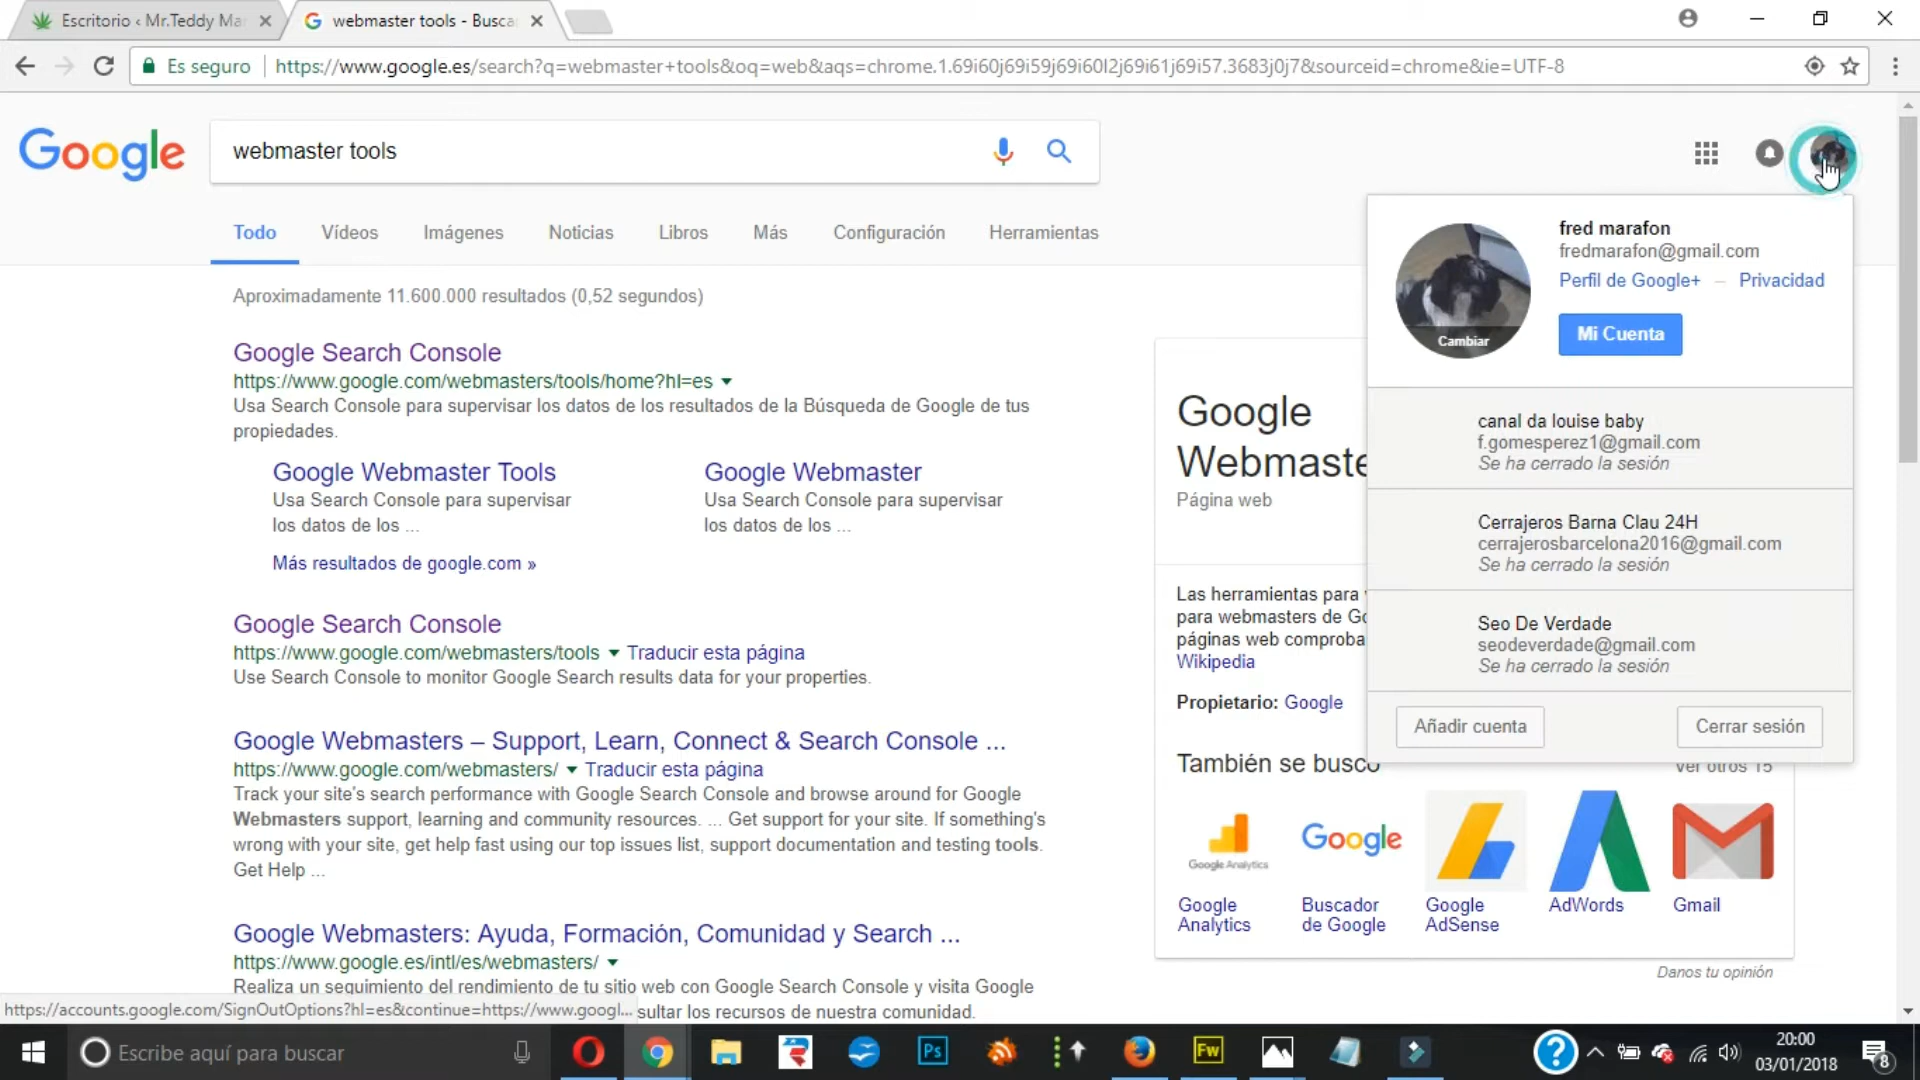 Escritorio ‹ Mr.Teddy Mar
webmaster tools - Busca
Es seguro
https://www.google.es/search?q=webmaster+tools&oq=web&aqs=chrome.1.69i60j69i59j69i60l2j69i61j69i57.3683j0j7&sourceid=chrome&ie=UTF-8
Google
webmaster tools
Todo
Vídeos
Imágenes
Noticias
Libros
Más
Configuración
Herramientas
Aproximadamente 11.600.000 resultados (0,52 segundos)
Google Search Console
https://www.google.com/webmasters/tools/home?hl=es
Usa Search Console para supervisar los datos de los resultados de la Búsqueda de Google de tus
propiedades.
Google Webmaster Tools
Usa Search Console para supervisar
los datos de los ...
Google Webmaster
Usa Search Console para supervisar
los datos de los ...
Más resultados de google.com »
Google Search Console
https://www.google.com/webmasters/tools Traducir esta página
Use Search Console to monitor Google Search results data for your properties.
Google Webmasters – Support, Learn, Connect & Search Console ...
https://www.google.com/webmasters/ Traducir esta página
Track your site's search performance with Google Search Console and browse around for Google
Webmasters support, learning and community resources. ... Get support for your site. If something's
wrong with your site, get help fast using our top issues list, support documentation and testing tools.
Get Help ...
Google Webmasters: Ayuda, Formación, Comunidad y Search ...
https://www.google.es/intl/es/webmasters/
Realiza un seguimiento del rendimiento de tu sitio web con Google Search Console y visita Google
sultar los recursos de nuestra comunidad.
https://accounts.google.com/SignOutOptions?hl=es&continue=https://www.googl...
fred marafon
fredmarafon@gmail.com
Perfil de Google+ – Privacidad
Cambiar
Mi Cuenta
canal da louise baby
f.gomesperez1@gmail.com
Se ha cerrado la sesión
Cerrajeros Barna Clau 24H
cerrajerosbarcelona2016@gmail.com
Se ha cerrado la sesión
Seo De Verdade
seodeverdade@gmail.com
Se ha cerrado la sesión
Añadir cuenta
Cerrar sesión
Google
Webmaste
Página web
Las herramientas para
para webmasters de Go
páginas web comproba
Wikipedia
Propietario: Google
También se buscó
Ver otros 15
Google Analytics
Google
Google
Analytics
Buscador
de Google
Google
AdSense
AdWords
Gmail
Danos tu opinión
Escribe aquí para buscar
Ps
Fw
20:00
03/01/2018
8